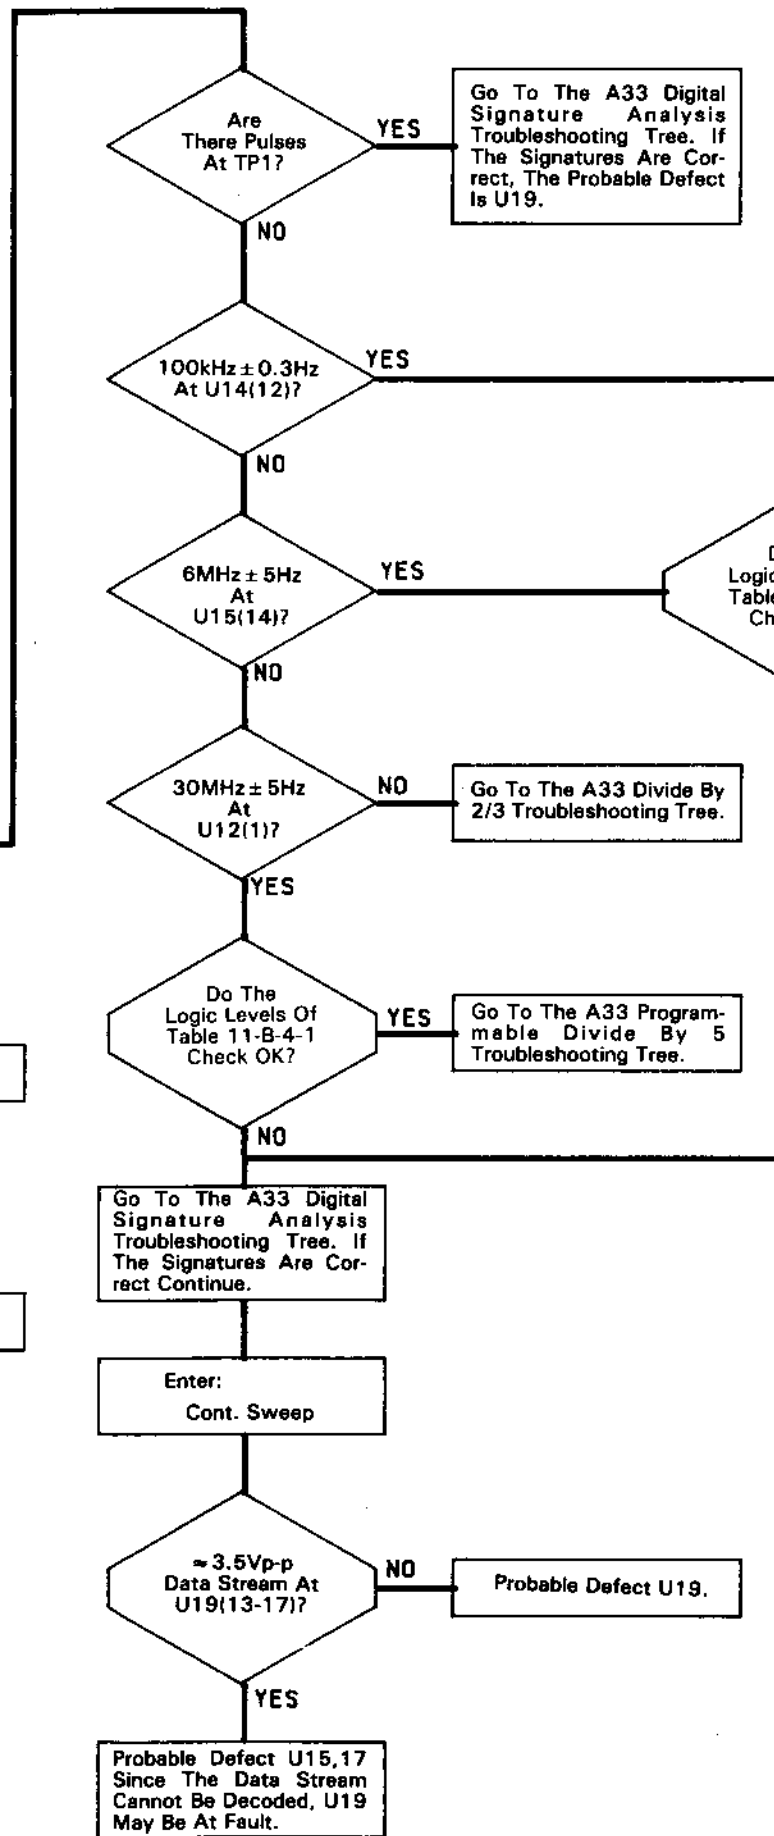 Are
There Pulses
At TP1?
YES
Go To The A33 Digital
Signature Analysis
Troubleshooting Tree. If
The Signatures Are Cor-
rect, The Probable Defect
Is U19.
NO
100kHz ± 0.3Hz
At U14(12)?
YES
NO
6MHz ± 5Hz
At
U15(14)?
YES
Logic
Table
NO
30MHz ± 5Hz
At
U12(1)?
NO
Go To The A33 Divide By
2/3 Troubleshooting Tree.
YES
Do The
Logic Levels Of
Table 11-B-4-1
Check OK?
YES
Go To The A33 Program-
mable Divide By 5
Troubleshooting Tree.
NO
Go To The A33 Digital
Signature Analysis
Troubleshooting Tree. If
The Signatures Are Cor-
rect Continue.
Enter:
Cont. Sweep
≈ 3.5Vp-p
Data Stream At
U19(13-17)?
NO
Probable Defect U19.
YES
Probable Defect U15,17
Since The Data Stream
Cannot Be Decoded, U19
May Be At Fault.